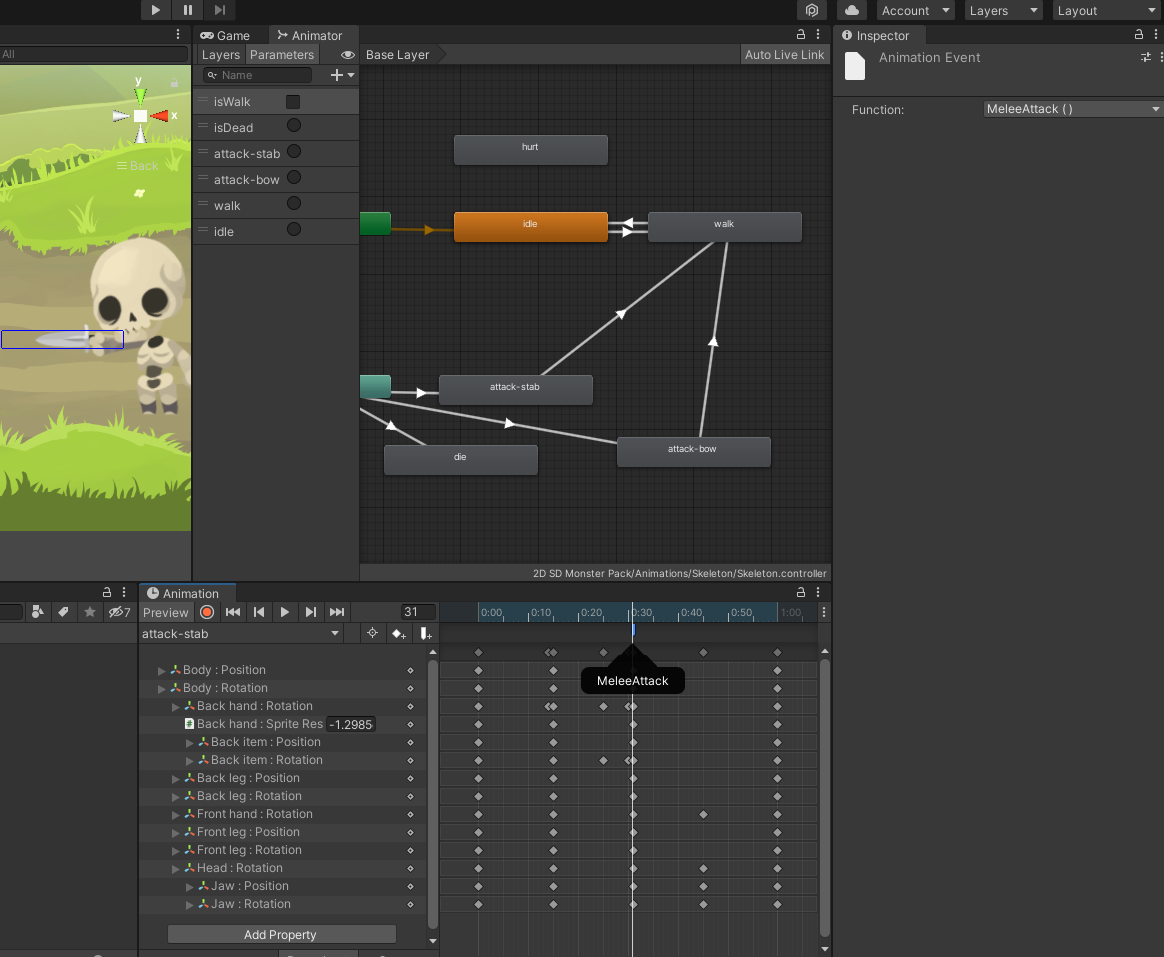 Account
Layers
Layout
Game
Animator
Inspector
All
Layers
Parameters
Base Layer
Auto Live Link
Animation Event
Name
y
x
Back
Function:
MeleeAttack ( )
isWalk
isDead
attack-stab
attack-bow
walk
idle
hurt
idle
walk
attack-stab
attack-bow
die
2D SD Monster Pack/Animations/Skeleton/Skeleton.controller
Animation
7
Preview
31
0:00
0:10
0:20
0:30
0:40
0:50
1:00
attack-stab
MeleeAttack
Body : Position
Body : Rotation
Back hand : Rotation
Back hand : Sprite Res
-1.2985
Back item : Position
Back item : Rotation
Back leg : Position
Back leg : Rotation
Front hand : Rotation
Front leg : Position
Front leg : Rotation
Head : Rotation
Jaw : Position
Jaw : Rotation
Add Property